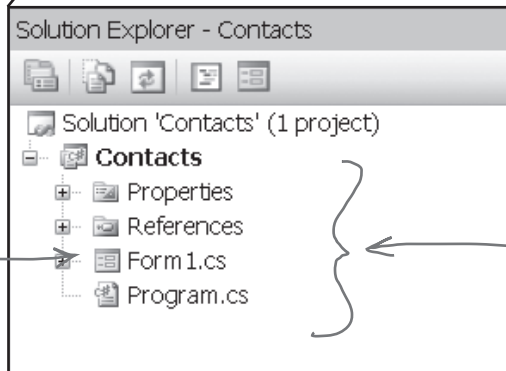 Solution Explorer - Contacts
Solution 'Contacts' (1 project)
Contacts
Properties
References
Form1.cs
Program.cs